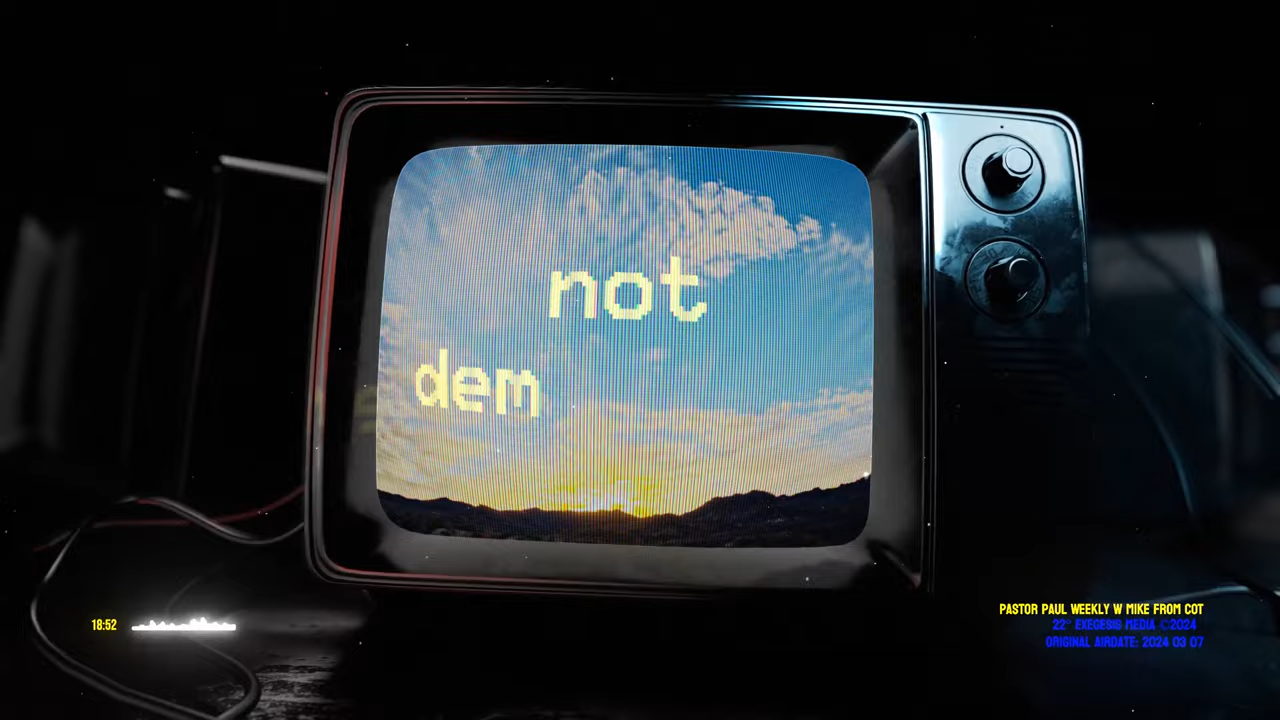 not
dem
18:52
PASTOR PAUL WEEKLY W MIKE FROM COT
22° EXEGESIS MEDIA ©2024
ORIGINAL AIRDATE: 2024 03 07